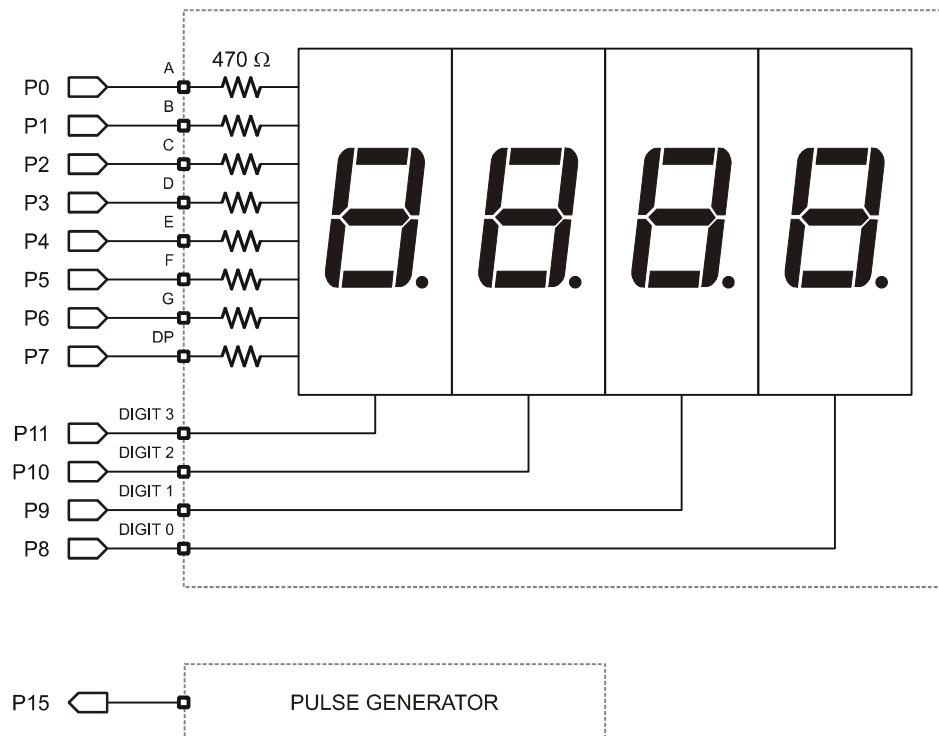 470 Ω
P0 A
P1 B
P2 C
P3 D
P4 E
P5 F
P6 G
P7 DP
P11 DIGIT 3
P10 DIGIT 2
P9 DIGIT 1
P8 DIGIT 0
P15 PULSE GENERATOR